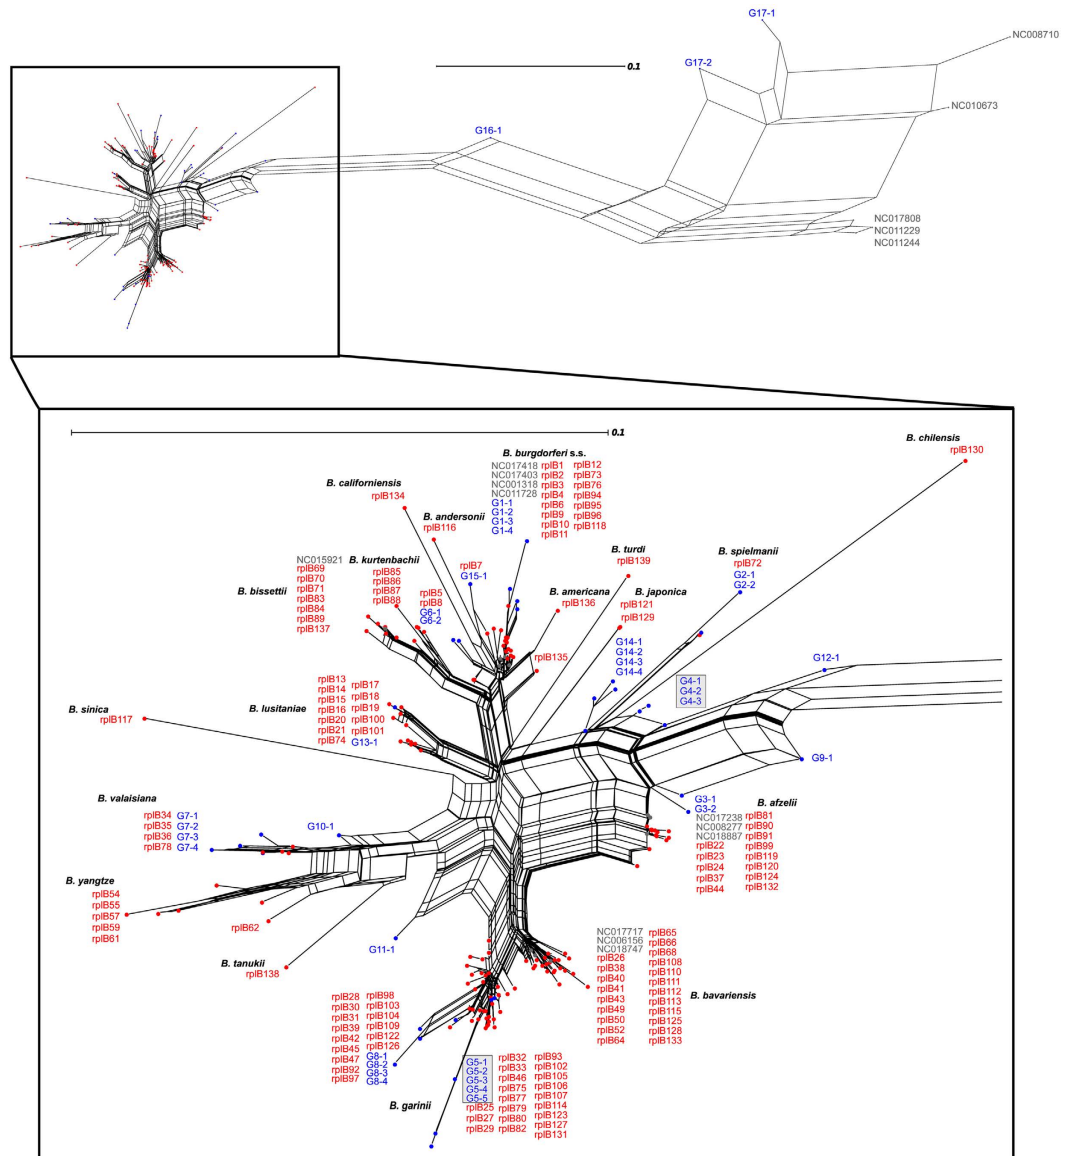 G17-1
NC008710
G17-2
0.1
NC010673
G16-1
NC017808
NC011229
NC011244
0.1
B. chilensis
rplB130
B. burgdorferi s.s.
NC017418 rplB1 rplB12
NC017403 rplB2 rplB73
NC001318 rplB3 rplB76
NC011728 rplB4 rplB94
G1-1 rplB6 rplB95
G1-2 rplB9 rplB96
G1-3 rplB10 rplB118
G1-4 rplB11
B. californiensis
rplB134
B. andersonii
rplB116
B. turdi
rplB139
B. spielmanii
rplB72
G2-1
G2-2
B. kurtenbachii
rplB85
rplB86
rplB87
rplB88
rplB7
G15-1
B. bissettii
NC015921
rplB69
rplB70
rplB71
rplB83
rplB84
rplB89
rplB137
rplB5
rplB8
G6-1
G6-2
B. americana
rplB136
B. japonica
rplB121
rplB129
rplB135
G14-1
G14-2
G14-3
G14-4
G12-1
G4-1
G4-2
G4-3
B. lusitaniae
rplB13 rplB17
rplB14 rplB18
rplB15 rplB19
rplB16 rplB100
rplB20 rplB101
rplB21 G13-1
rplB74
B. sinica
rplB117
G9-1
B. valaisiana
rplB34 G7-1
rplB35 G7-2
rplB36 G7-3
rplB78 G7-4
G10-1
G3-1
G3-2
B. afzelii
NC017238 rplB81
NC008277 rplB90
NC018887 rplB91
rplB22 rplB99
rplB23 rplB119
rplB24 rplB120
rplB37 rplB124
rplB44 rplB132
B. yangtze
rplB54
rplB55
rplB57
rplB59
rplB61
rplB62
G11-1
B. tanukii
rplB138
NC017717 rplB65
NC006156 rplB66
NC018747 rplB68
rplB26 rplB108
rplB38 rplB110
rplB40 rplB111
rplB41 rplB112
rplB43 rplB113
rplB49 rplB115
rplB50 rplB125
rplB52 rplB128
rplB64 rplB133
B. bavariensis
rplB28 rplB98
rplB30 rplB103
rplB31 rplB104
rplB39 rplB109
rplB42 rplB122
rplB45 rplB126
rplB47 G8-1
rplB92 G8-2
rplB97 G8-3
G8-4
B. garinii
G5-1 rplB32 rplB93
G5-2 rplB33 rplB102
G5-3 rplB46 rplB105
G5-4 rplB75 rplB106
G5-5 rplB77 rplB107
rplB25 rplB79 rplB114
rplB27 rplB80 rplB123
rplB29 rplB82 rplB127
rplB131